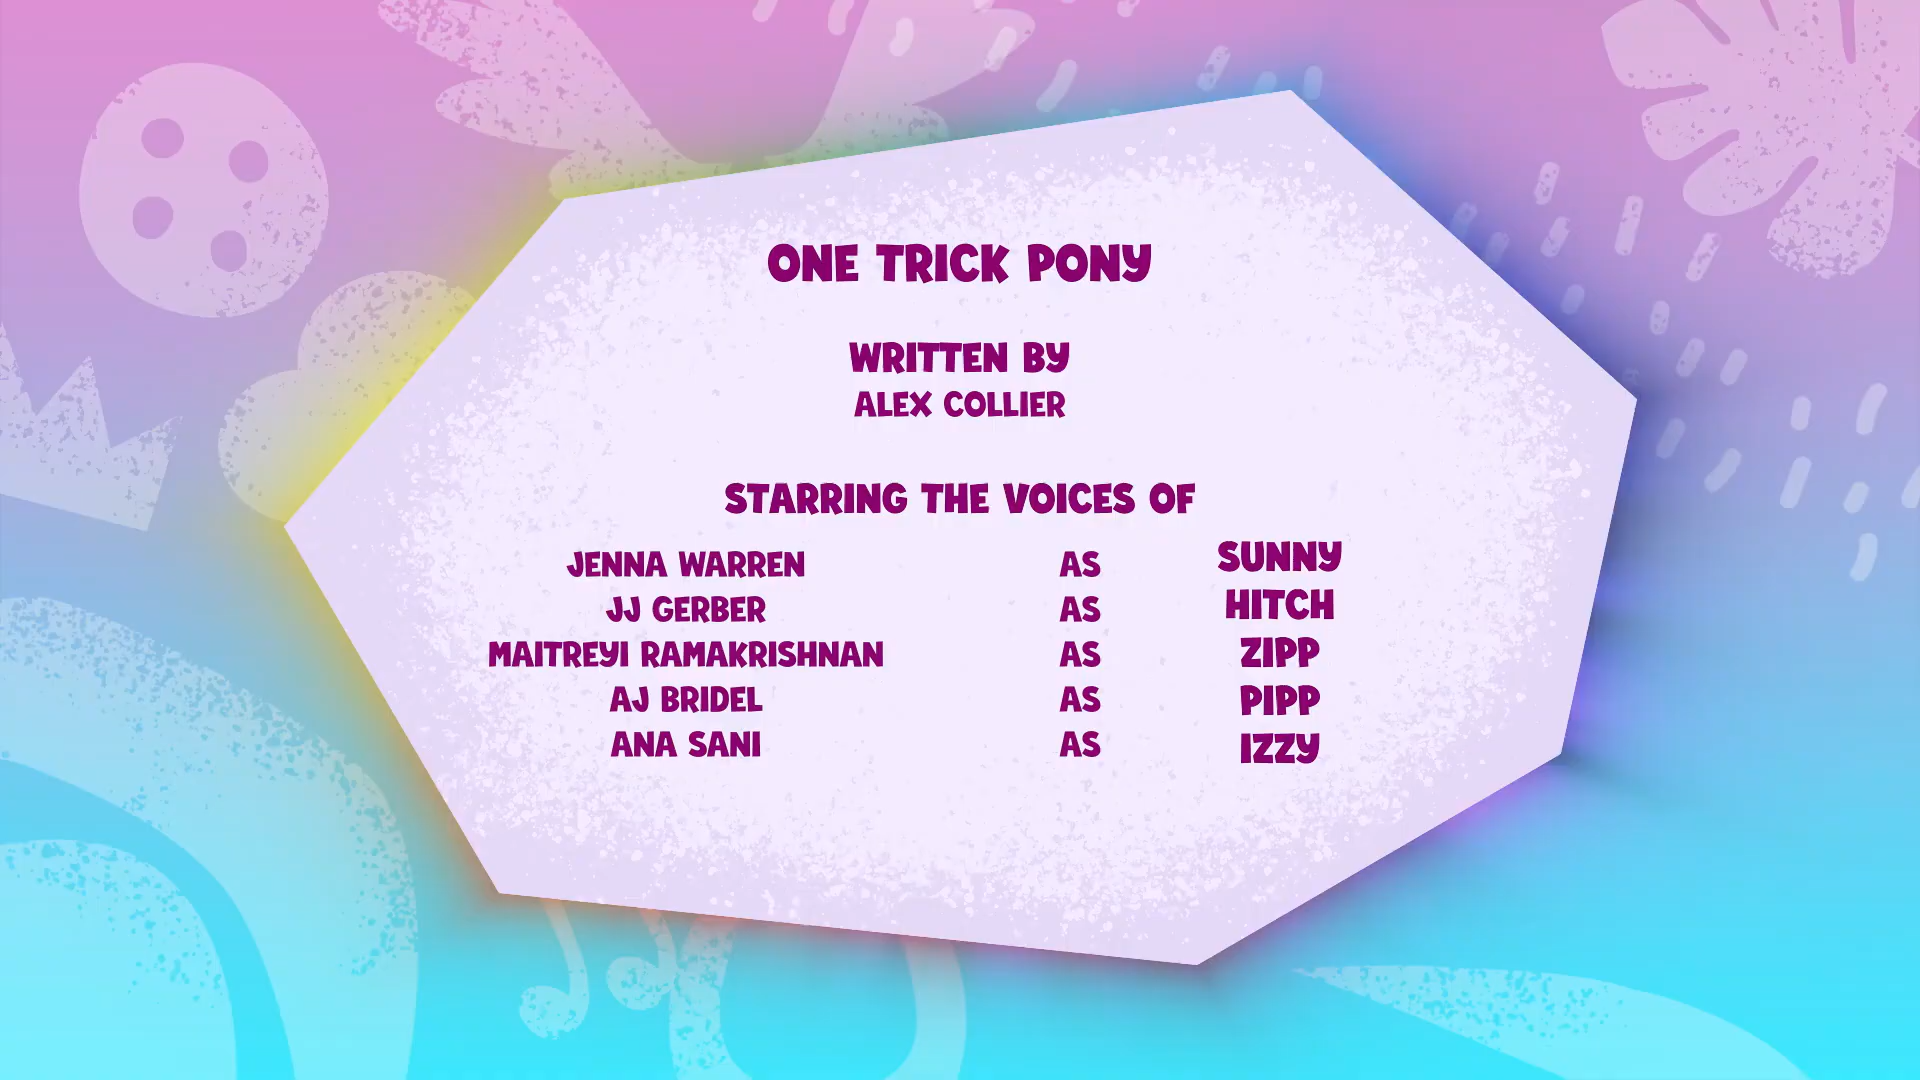 ONE TRICK PONY
WRITTEN BY
ALEX COLLIER
STARRING THE VOICES OF
JENNA WARREN AS SUNNY
JJ GERBER AS HITCH
MAITREYI RAMAKRISHNAN AS ZIPP
AJ BRIDEL AS PIPP
ANA SANI AS IZZY